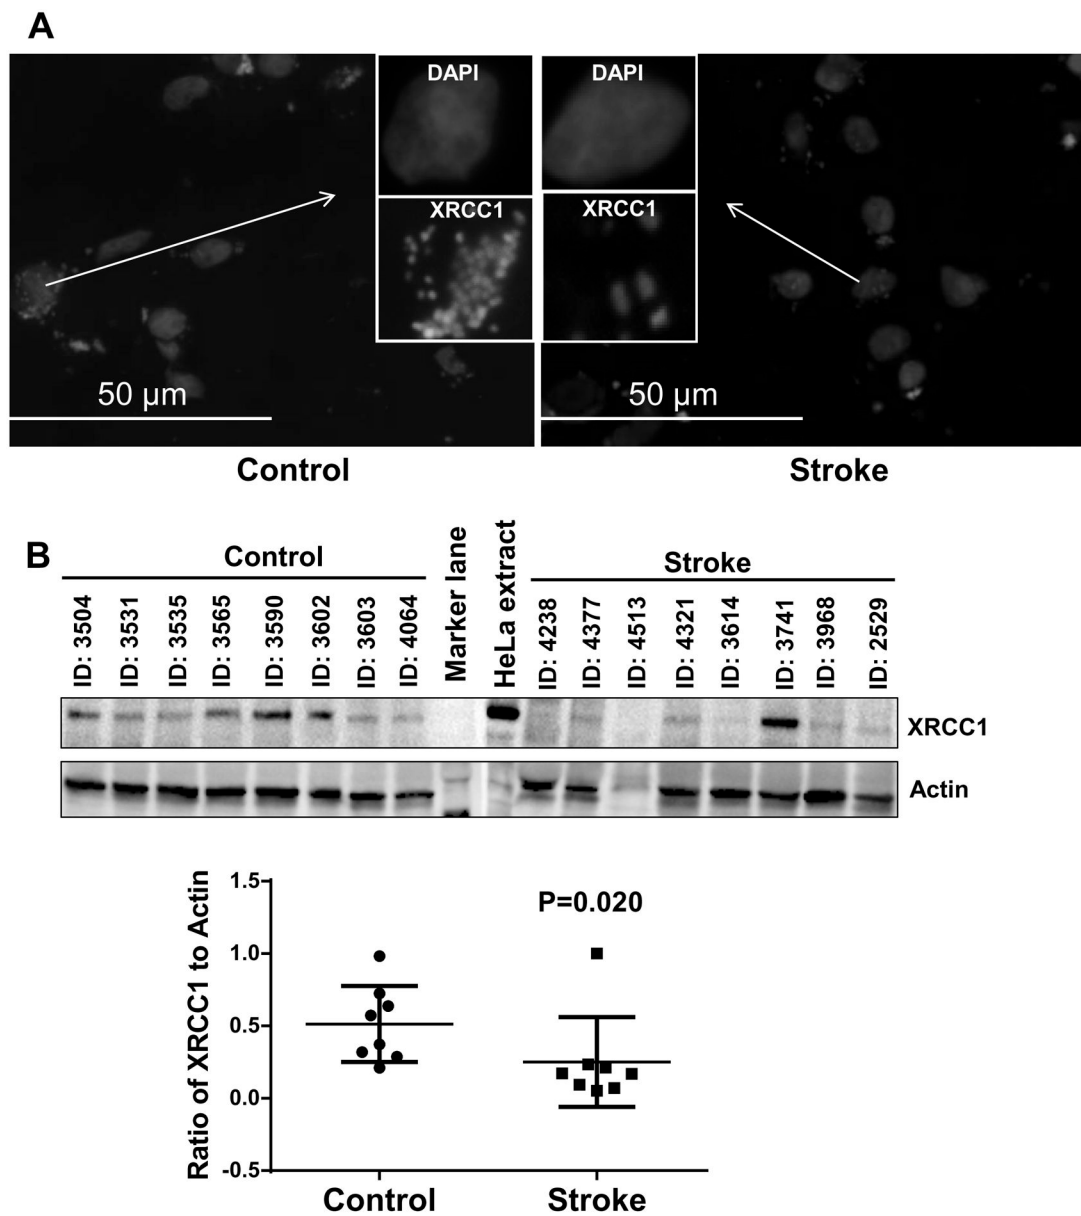 A
DAPI
DAPI
XRCC1
XRCC1
50 µm
50 µm
Control
Stroke
B
Control
Marker lane
HeLa extract
Stroke
ID: 3504
ID: 3531
ID: 3535
ID: 3565
ID: 3590
ID: 3602
ID: 3603
ID: 4064
ID: 4238
ID: 4377
ID: 4513
ID: 4321
ID: 3614
ID: 3741
ID: 3968
ID: 2529
XRCC1
Actin
Ratio of XRCC1 to Actin
1.5
1.0
0.5
0.0
-0.5
P=0.020
Control
Stroke